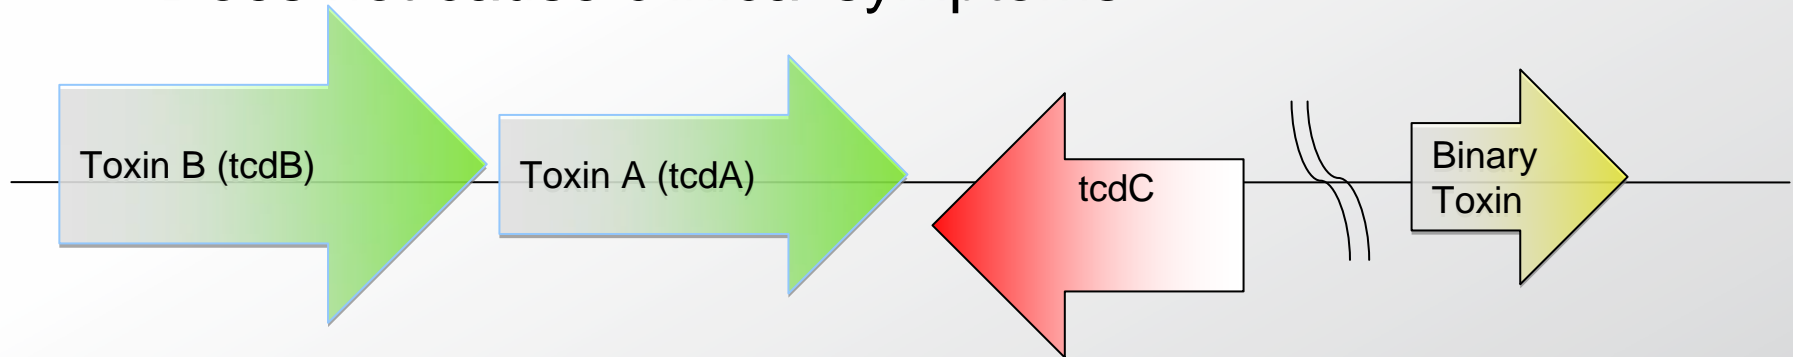 Toxin B (tcdB)
Toxin A (tcdA)
tcdC
Binary
Toxin